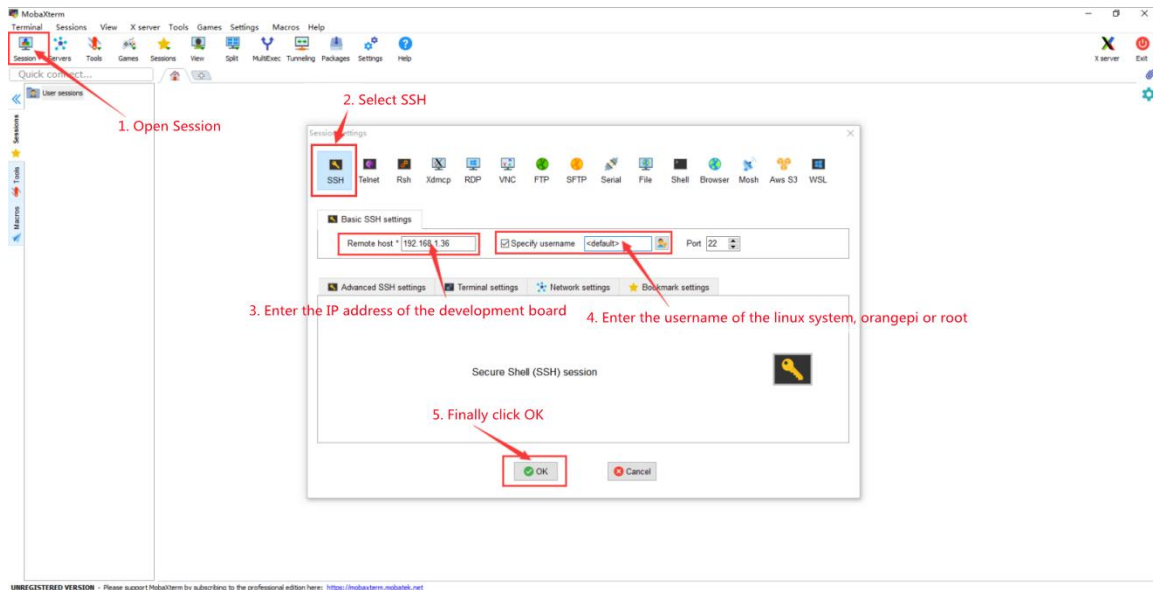 MobaXterm
Terminal Sessions View X server Tools Games Settings Macros Help
Session Servers Tools Games Sessions View Split MultiExec Tunneling Packages Settings Help X server Exit
Quick connect...
User sessions
Sessions
Tools
Macros
1. Open Session
2. Select SSH
Session settings
SSH Telnet Rsh Xdmcp RDP VNC FTP SFTP Serial File Shell Browser Mosh Aws S3 WSL
Basic SSH settings
Remote host * 192.168.1.36 Specify username <default> Port 22
Advanced SSH settings Terminal settings Network settings Bookmark settings
3. Enter the IP address of the development board
4. Enter the username of the linux system, orangepi or root
Secure Shell (SSH) session
5. Finally click OK
OK Cancel
UNREGISTERED VERSION - Please support MobaXterm by subscribing to the professional edition here: https://mobaxterm.mobatek.net